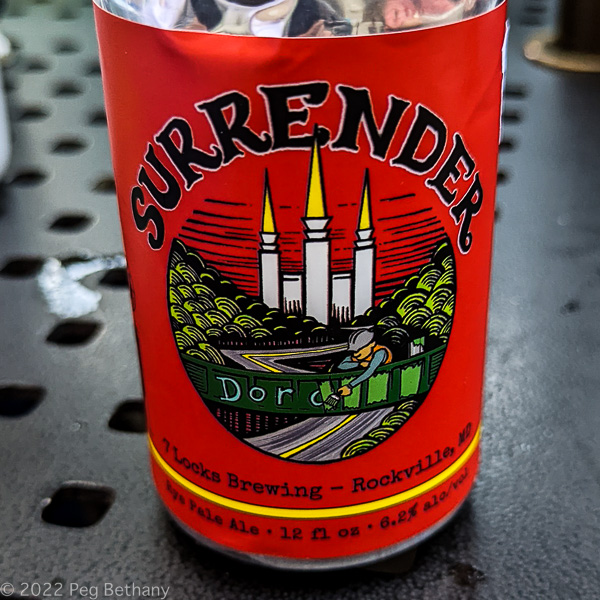 SURRENDER
Dorc
7 Locks Brewing - Rockville, MD
Rye Pale Ale · 12 fl oz · 6.2% alc/vol
© 2022 Peg Bethany